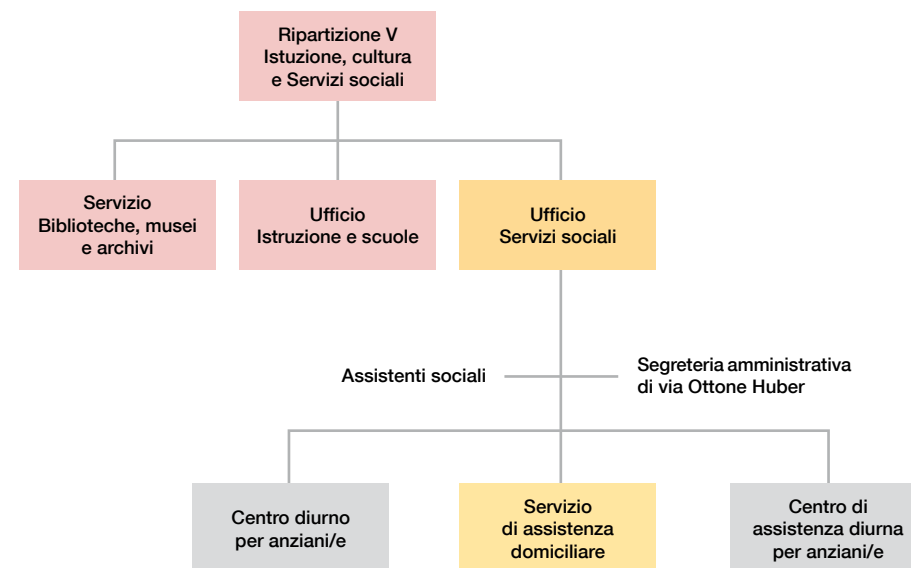 Ripartizione V
Istuzione, cultura
e Servizi sociali
Servizio
Biblioteche, musei
e archivi
Ufficio
Istruzione e scuole
Ufficio
Servizi sociali
Assistenti sociali
Segreteria amministrativa
di via Ottone Huber
Centro diurno
per anziani/e
Servizio
di assistenza
domiciliare
Centro di
assistenza diurna
per anziani/e